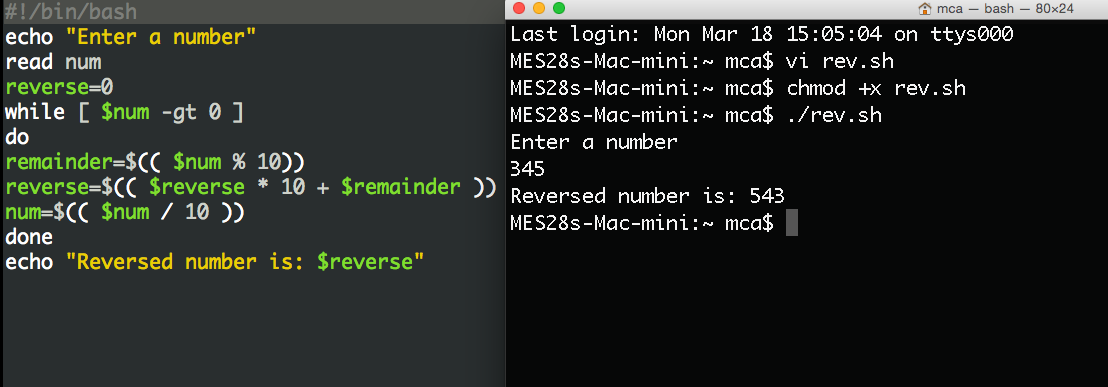 #!/bin/bash
echo "Enter a number"
read num
reverse=0
while [ $num -gt 0 ]
do
remainder=$(( $num % 10))
reverse=$(( $reverse * 10 + $remainder ))
num=$(( $num / 10 ))
done
echo "Reversed number is: $reverse"
mca — bash — 80×24
Last login: Mon Mar 18 15:05:04 on ttys000
MES28s-Mac-mini:~ mca$ vi rev.sh
MES28s-Mac-mini:~ mca$ chmod +x rev.sh
MES28s-Mac-mini:~ mca$ ./rev.sh
Enter a number
345
Reversed number is: 543
MES28s-Mac-mini:~ mca$